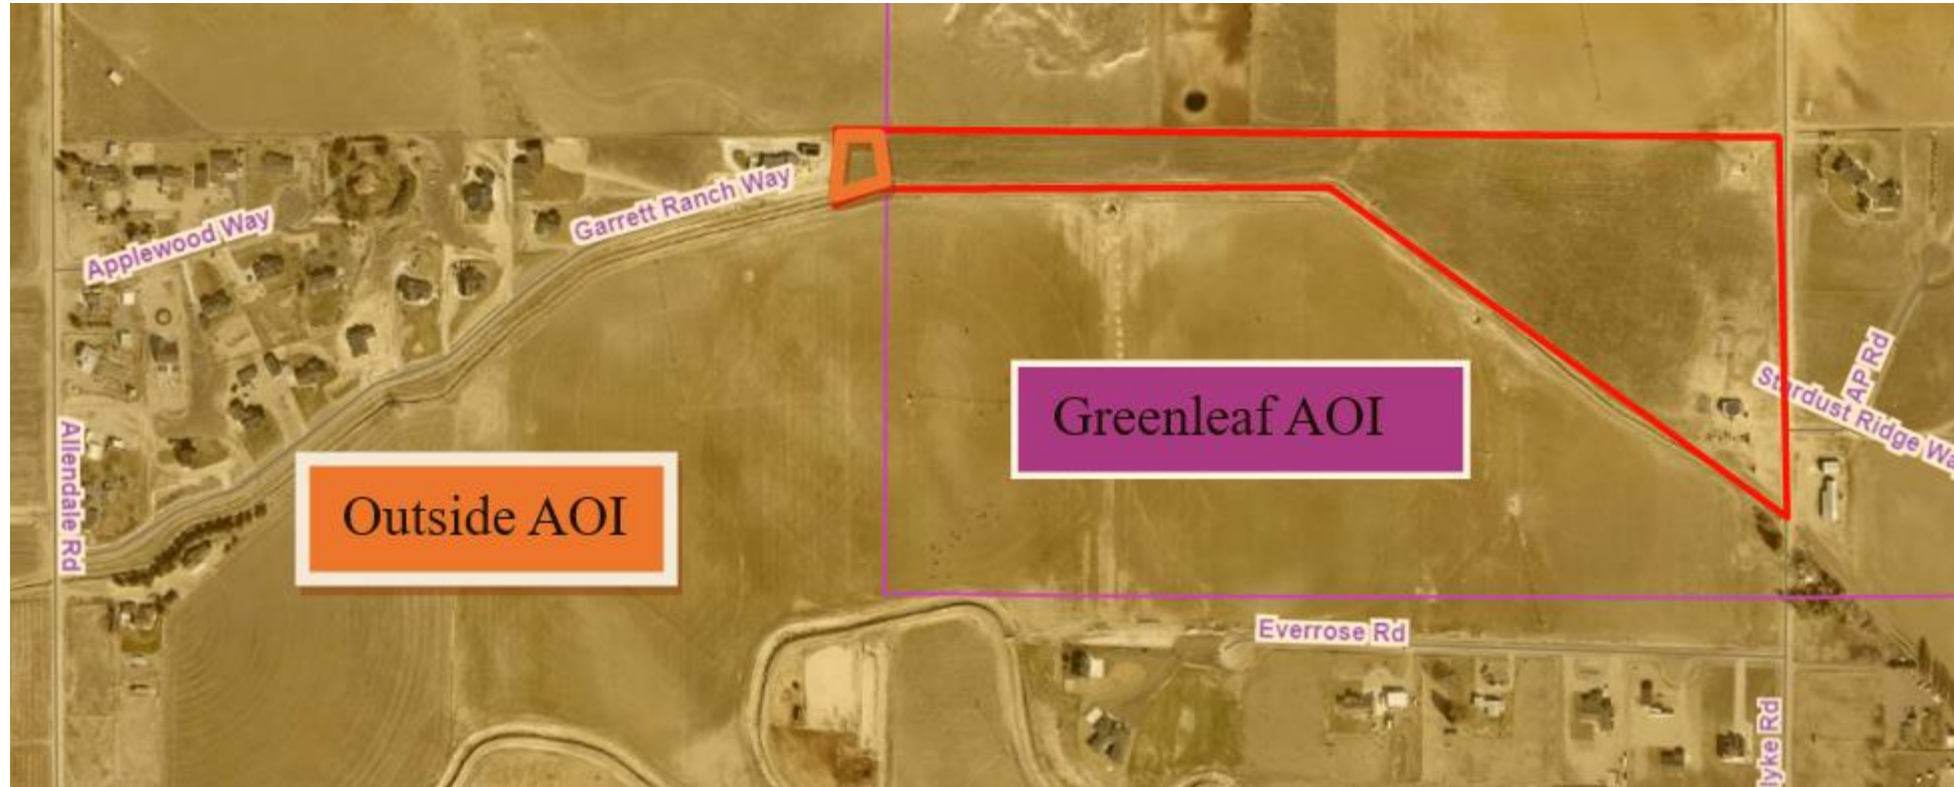 Garrett Ranch Way
Applewood Way
AP Rd
Stardust Ridge Wa
Greenleaf AOI
Allendale Rd
Outside AOI
Everrose Rd
lyke Rd